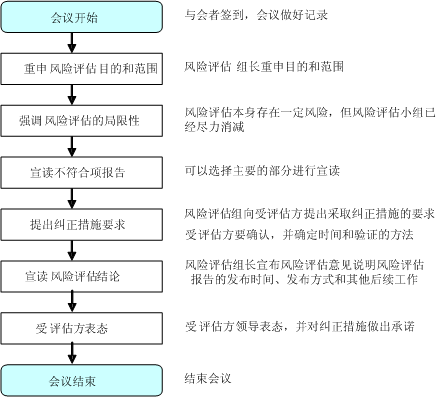 会议开始
与会者签到，会议做好记录
重申 风险评估 目的和范围
风险评估 组长重申目的和范围
强调 风险评估的局限性
风险评估本身存在一定风险，但风险评估小组已
经尽力消减
宣读不符合项报告
可以选择主要的部分进行宣读
提出纠正措施要求
风险评估组向受评估方提出采取纠正措施的要求
受评估方要确认，并确定时间和验证的方法
宣读 风险评估结论
风险评估组长宣布风险评估意见说明风险评估
报告的发布时间、发布方式和其他后续工作
受 评估方表态
受 评估方领导表态，并对纠正措施做出承诺
会议结束
结束会议